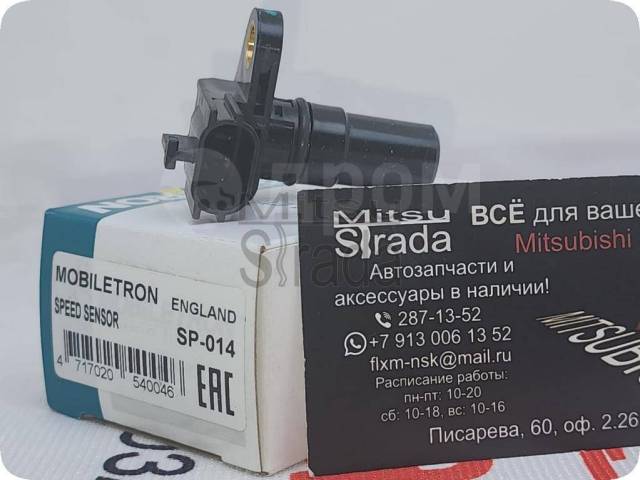 MOBILETRON ENGLAND
SPEED SENSOR SP-014
4 717020 540046
EAC
Mitsu Strada
ВСЁ для ваше
Mitsubishi
Автозапчасти и
аксессуары в наличии!
287-13-52
+7 913 006 13 52
flxm-nsk@mail.ru
Расписание работы:
пн-пт: 10-20
сб: 10-18, вс: 10-16
Писарева, 60, оф. 2.26
MITSUBI